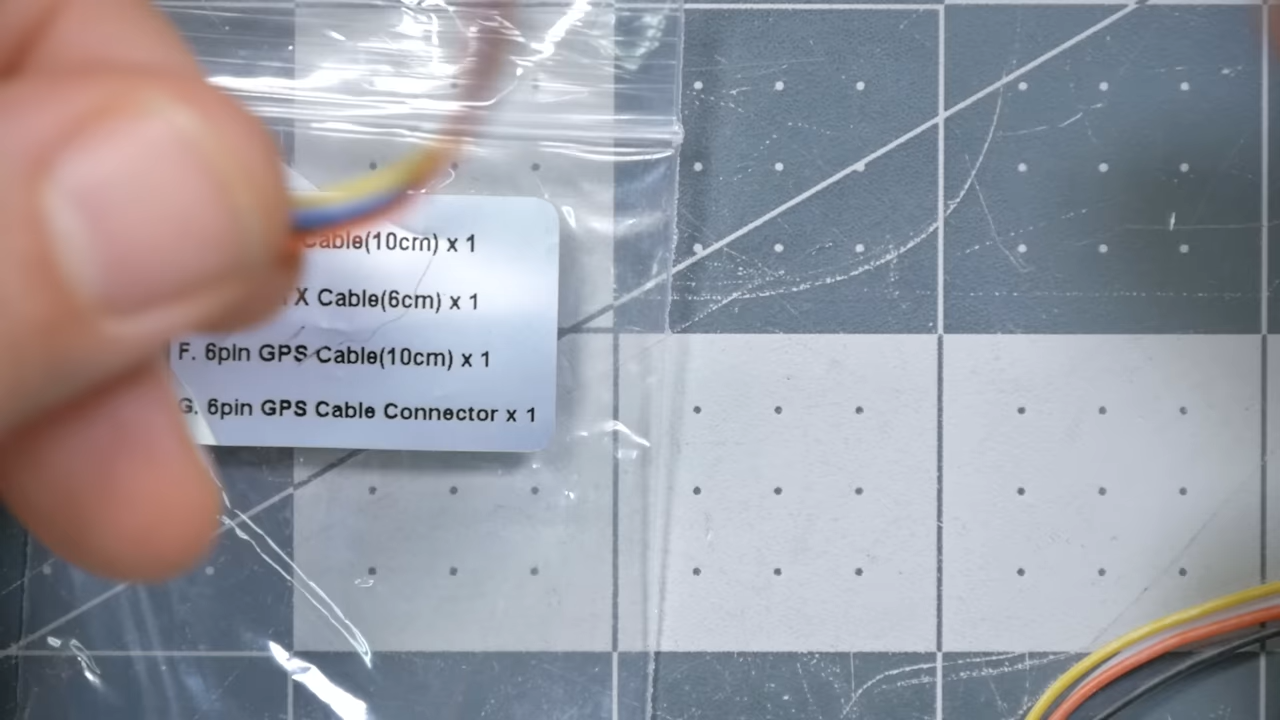 Cable(10cm) x 1
X Cable(6cm) x 1
F. 6pin GPS Cable(10cm) x 1
G. 6pin GPS Cable Connector x 1